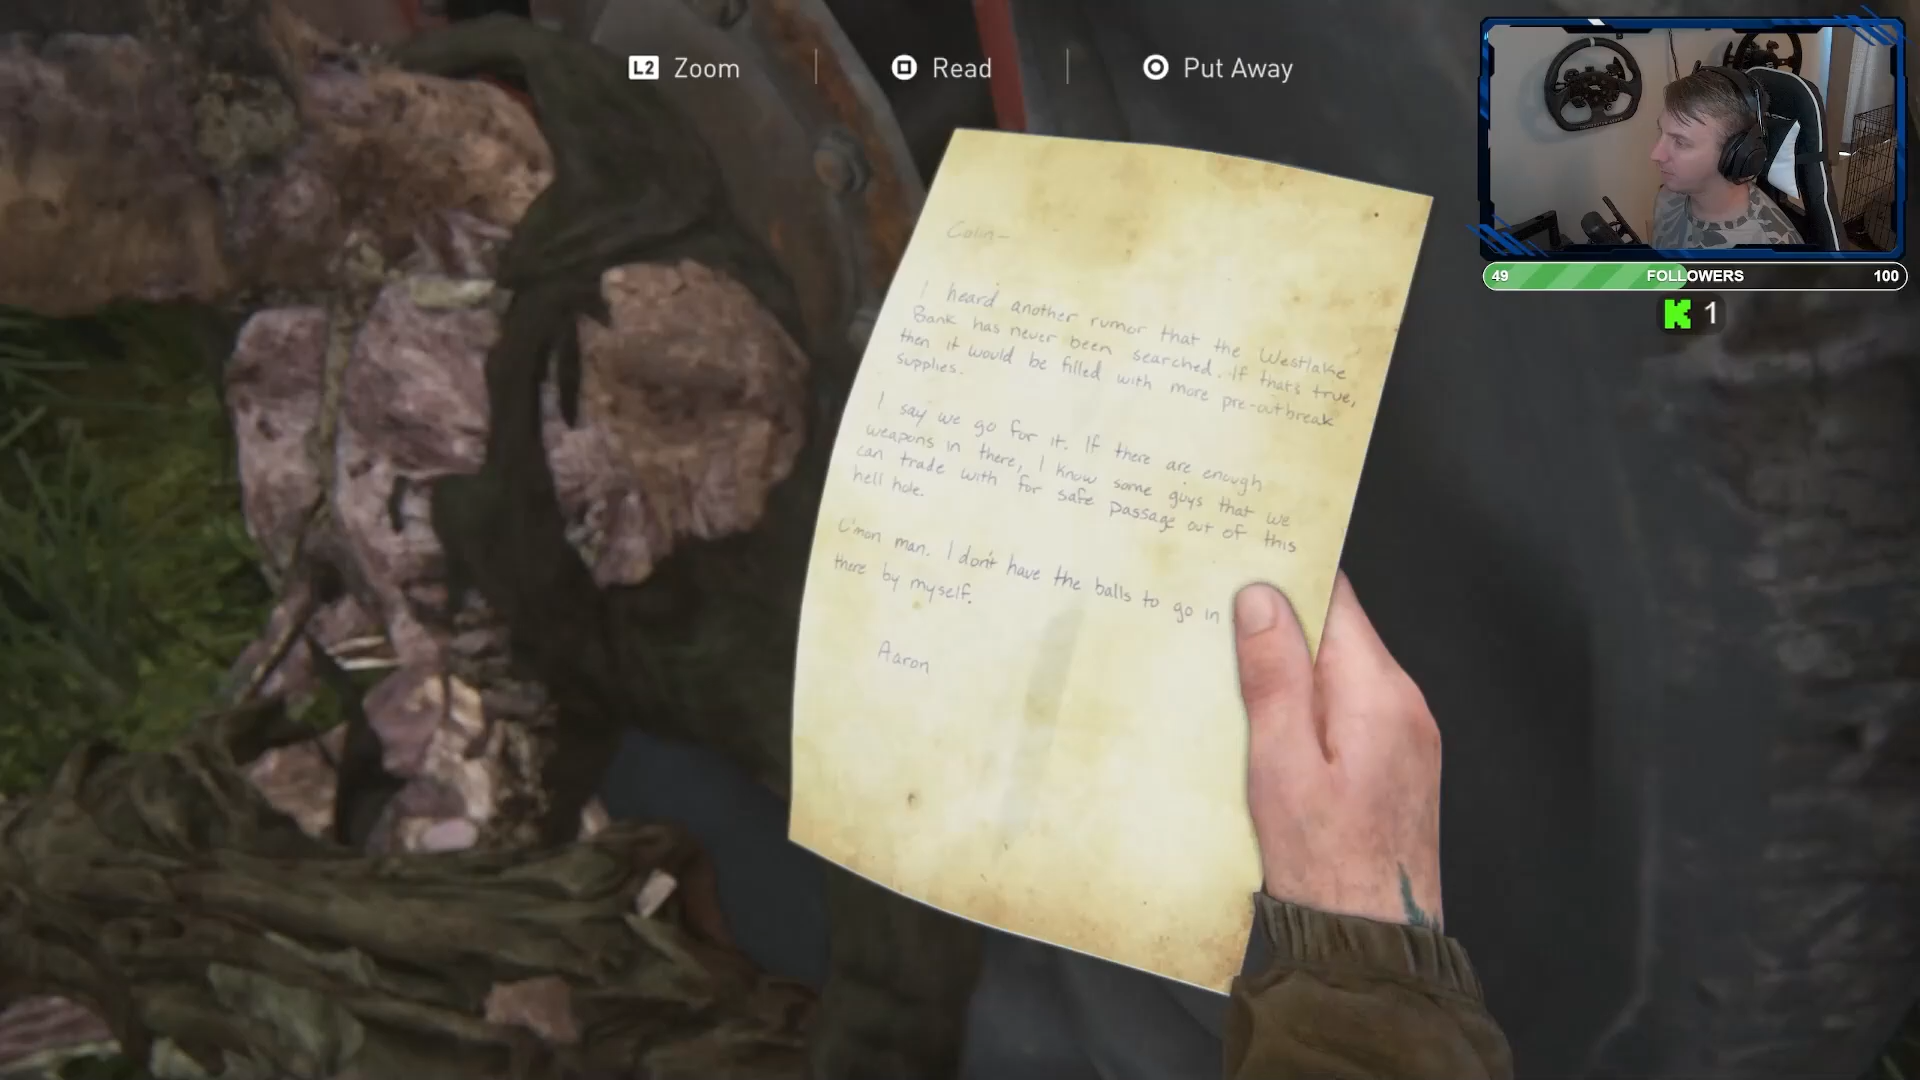 L2 Zoom
Read
Put Away
Colin-
I heard another rumor that the Westlake
Bank has never been searched. If that's true,
then it would be filled with more pre-outbreak
supplies.
I say we go for it. If there are enough
weapons in there, I know some guys that we
can trade with for safe passage out of this
hell hole.
C'mon man. I don't have the balls to go in
there by myself.
Aaron
49 FOLLOWERS 100
K 1